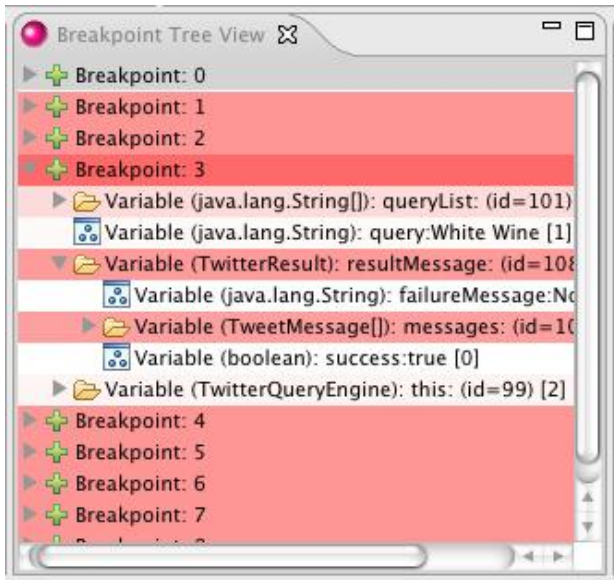 Breakpoint Tree View
Breakpoint: 0
Breakpoint: 1
Breakpoint: 2
Breakpoint: 3
Variable (java.lang.String[]): queryList: (id=101)
Variable (java.lang.String): query:White Wine [1]
Variable (TwitterResult): resultMessage: (id=108
Variable (java.lang.String): failureMessage:No
Variable (TweetMessage[]): messages: (id=10
Variable (boolean): success:true [0]
Variable (TwitterQueryEngine): this: (id=99) [2]
Breakpoint: 4
Breakpoint: 5
Breakpoint: 6
Breakpoint: 7